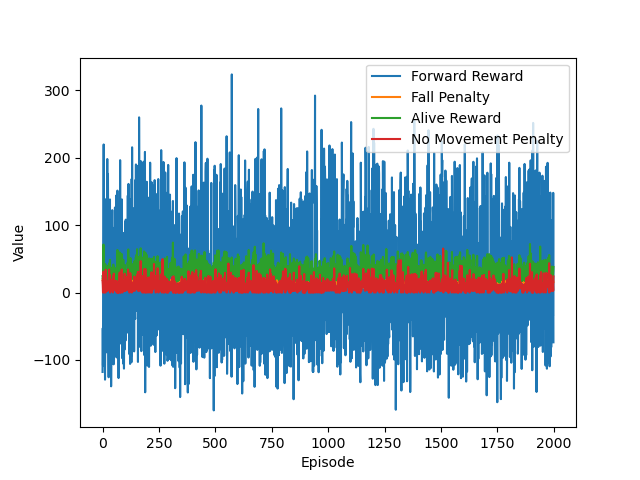 Forward Reward
Fall Penalty
Alive Reward
No Movement Penalty
300
200
100
0
−100
Value
0
250
500
750
1000
1250
1500
1750
2000
Episode